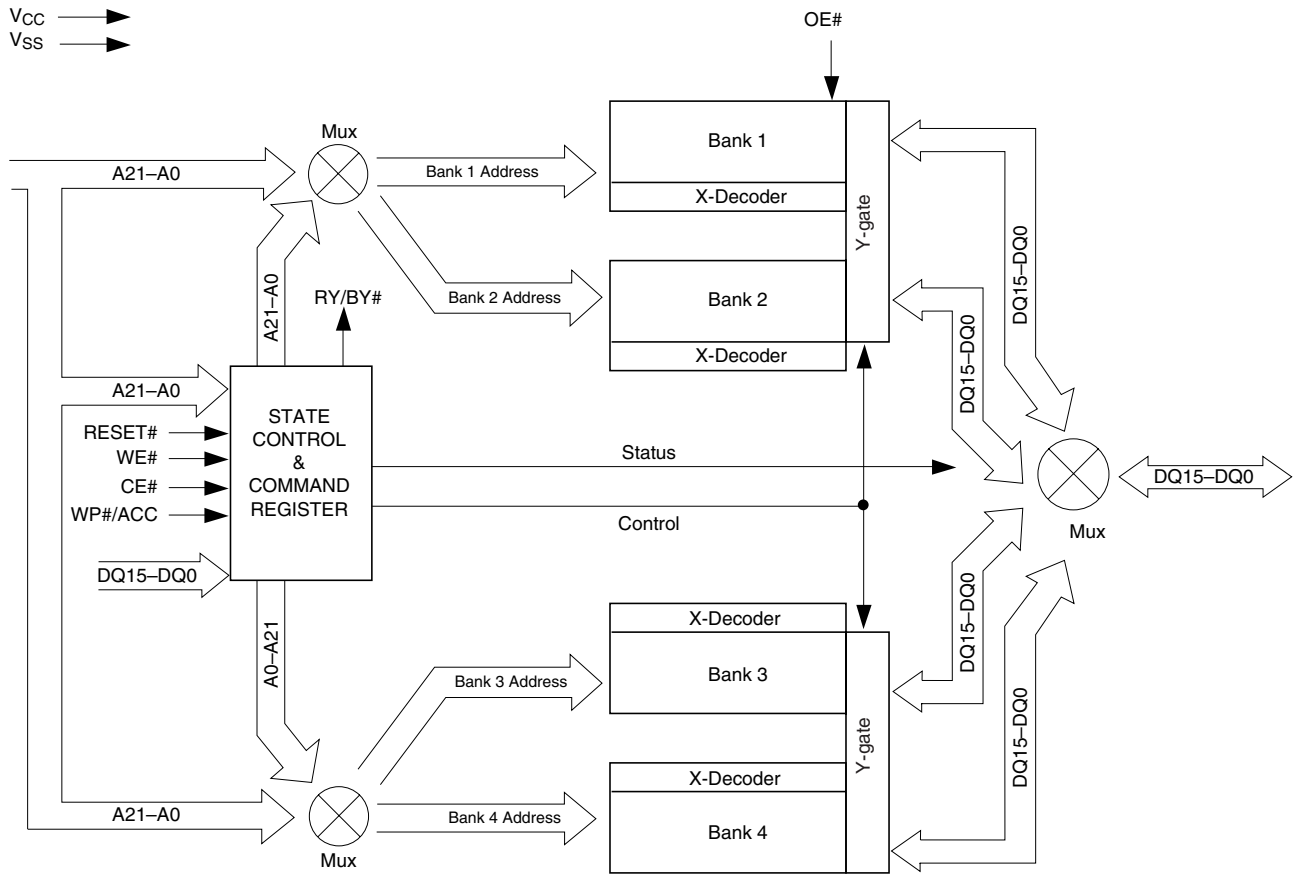 VCC
VSS
OE#
Mux
A21–A0
Bank 1 Address
Bank 1
X-Decoder
Y-gate
DQ15–DQ0
A21–A0
RY/BY#
Bank 2 Address
Bank 2
X-Decoder
DQ15–DQ0
A21–A0
RESET#
WE#
CE#
WP#/ACC
DQ15–DQ0
STATE
CONTROL
&
COMMAND
REGISTER
Status
Control
DQ15–DQ0
Mux
A0–A21
X-Decoder
Bank 3 Address
Bank 3
Y-gate
DQ15–DQ0
DQ15–DQ0
X-Decoder
A21–A0
Bank 4 Address
Bank 4
Mux